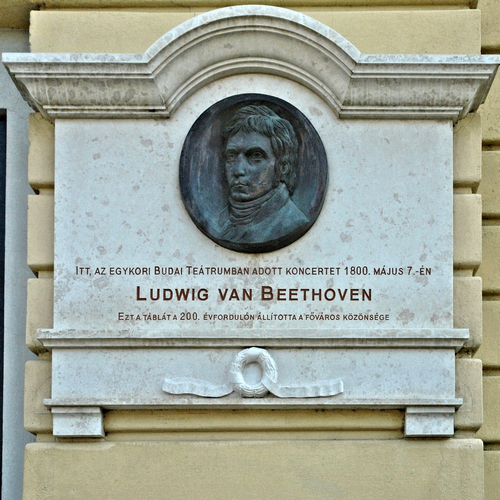 Itt, az egykori Budai Teátrumban adott koncertet 1800. május 7.-én
Ludwig van Beethoven
Ezt a táblát a 200. évfordulón állította a főváros közönsége